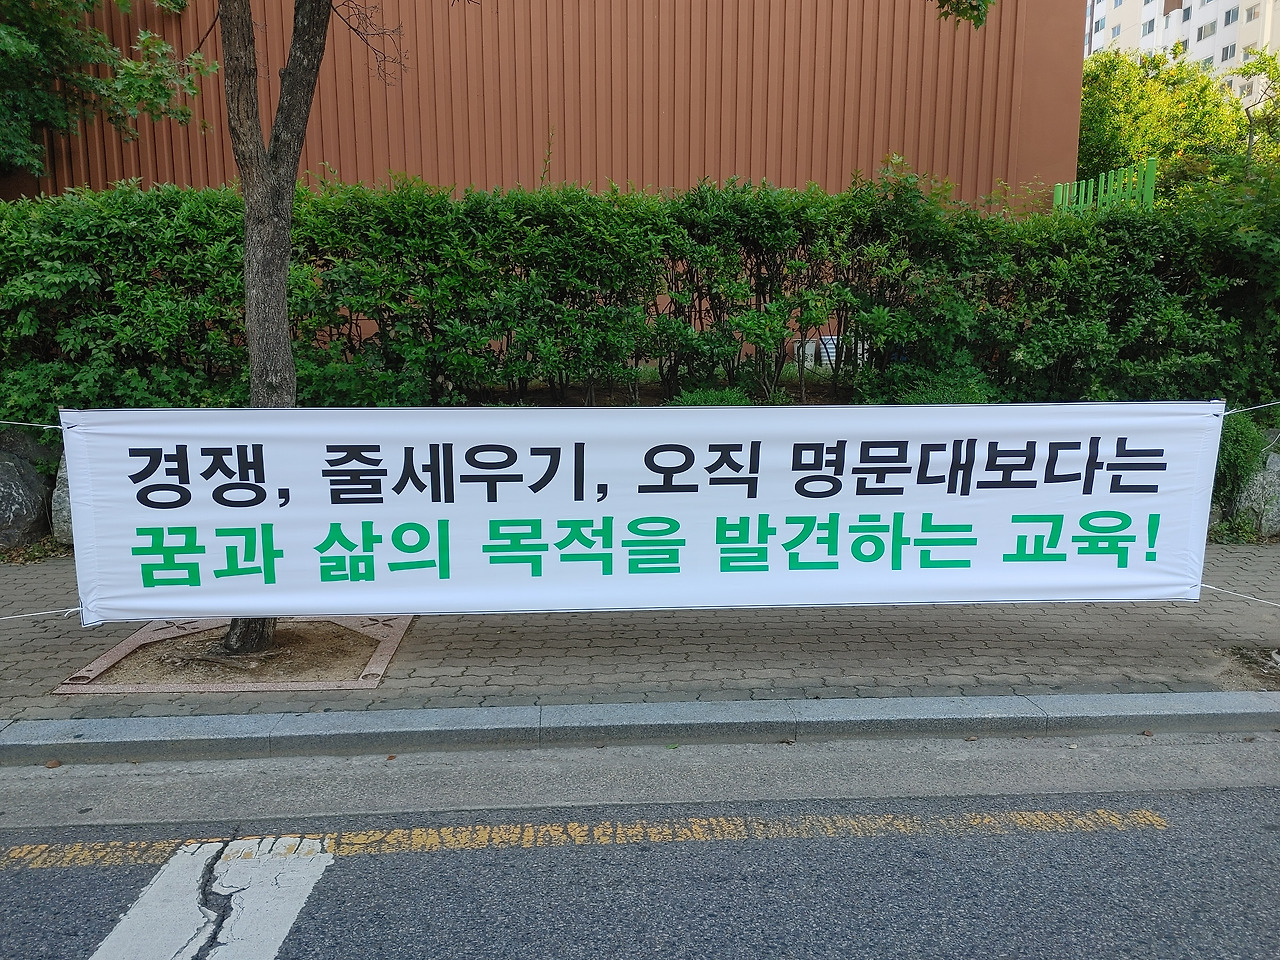 경쟁, 줄세우기, 오직 명문대보다는
꿈과 삶의 목적을 발견하는 교육!